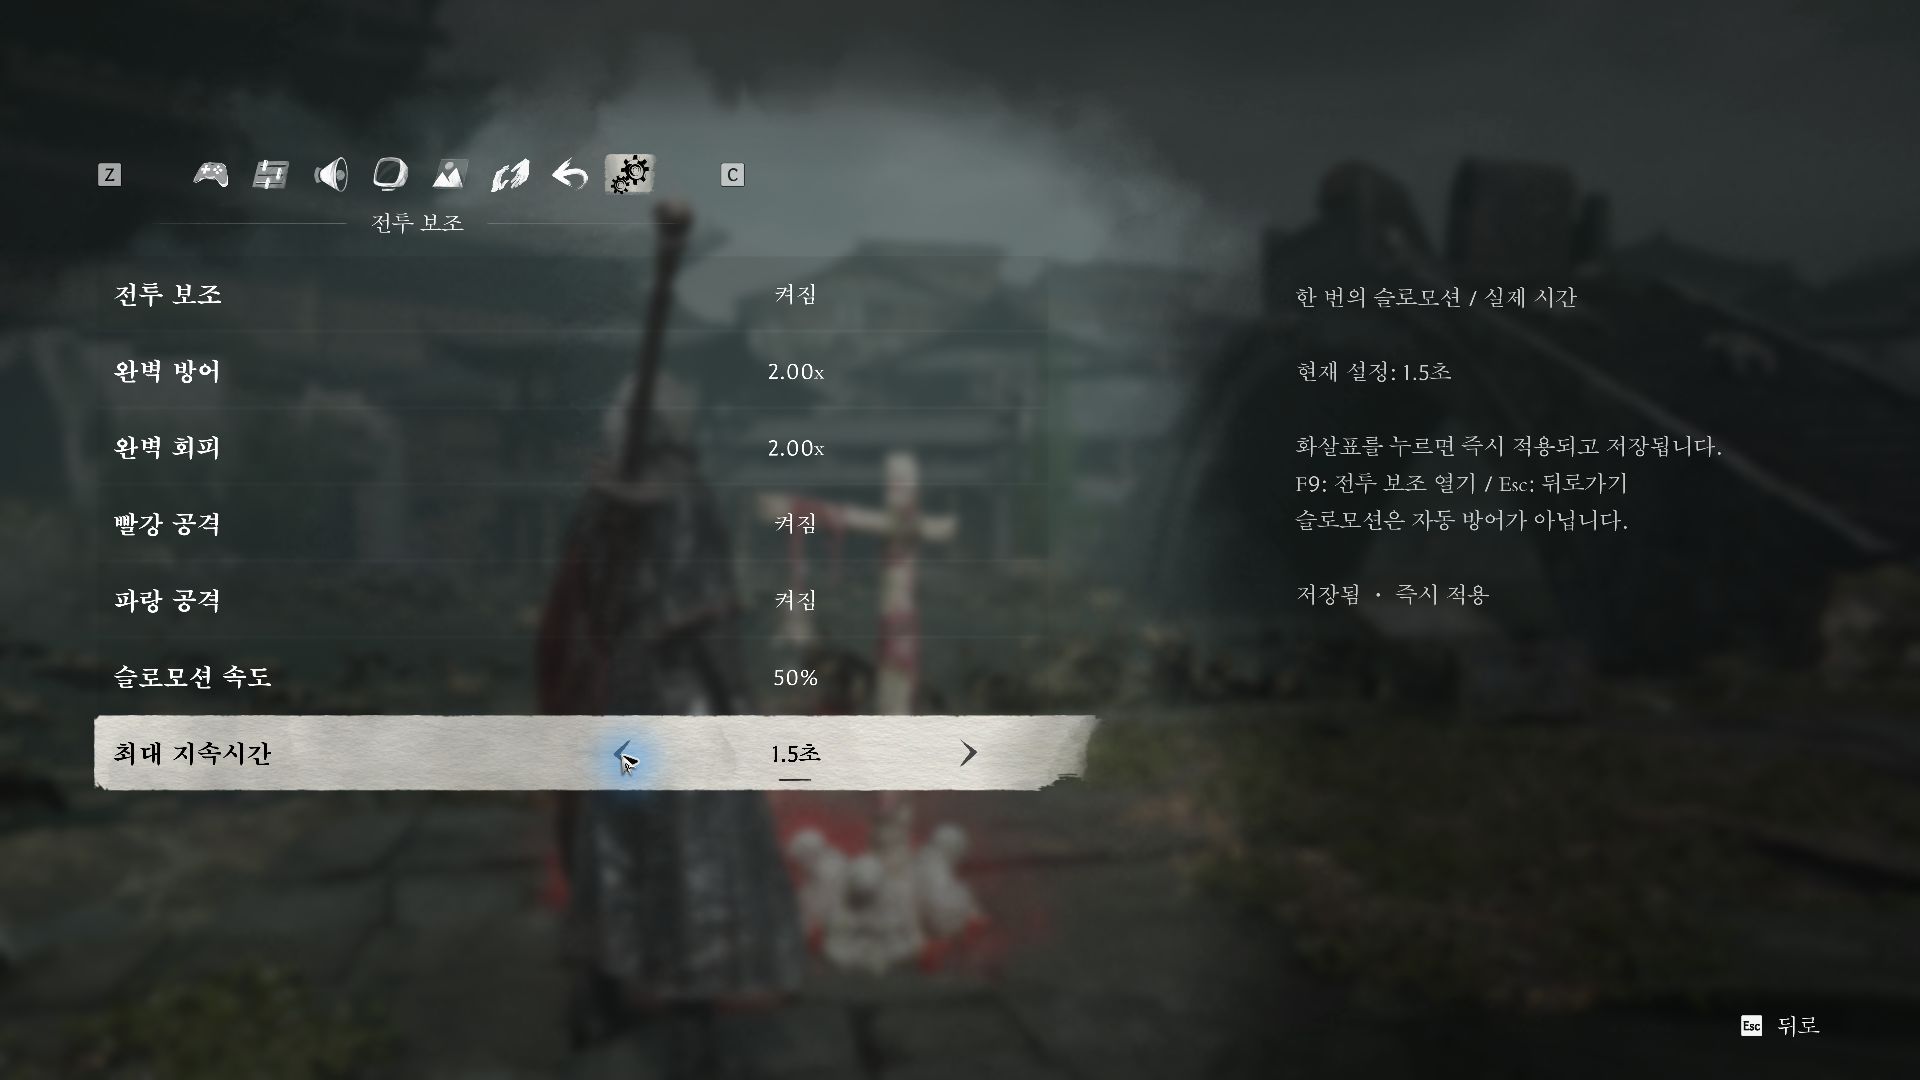 Z
C
전투 보조
전투 보조 켜짐
완벽 방어 2.00x
완벽 회피 2.00x
빨강 공격 켜짐
파랑 공격 켜짐
슬로모션 속도 50%
최대 지속시간 1.5초
한 번의 슬로모션 / 실제 시간
현재 설정: 1.5초
화살표를 누르면 즉시 적용되고 저장됩니다.
F9: 전투 보조 열기 / Esc: 뒤로가기
슬로모션은 자동 방어가 아닙니다.
저장됨 · 즉시 적용
Esc 뒤로